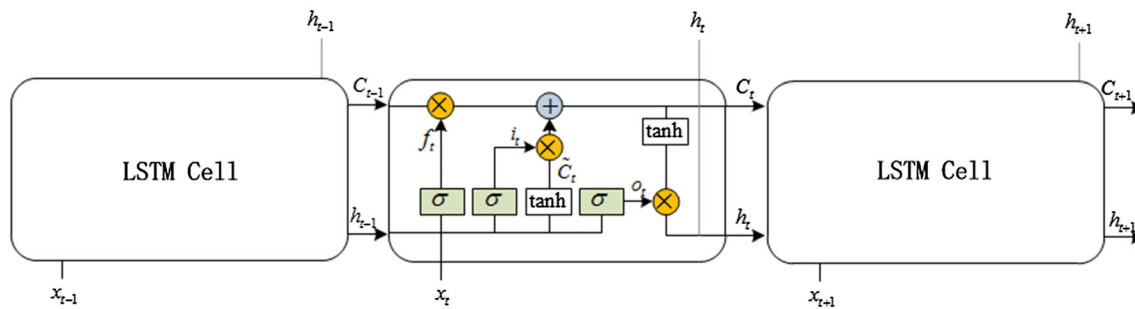 h_{t-1} h_t h_{t+1}
C_{t-1} C_t C_{t+1}
f_t i_t tanh
LSTM Cell LSTM Cell
C̃_t
σ σ tanh σ o_t
h_{t-1} h_t h_{t+1}
x_{t-1} x_t x_{t+1}